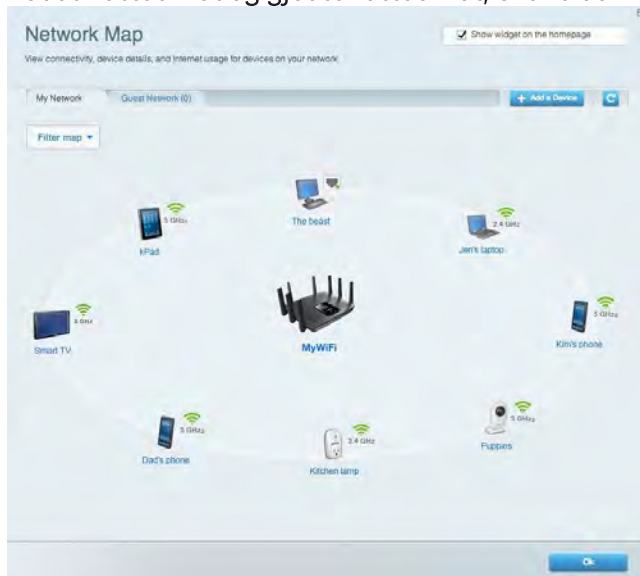 Network Map
Show widget on the homepage
View connectivity, device details, and Internet usage for devices on your network.
My Network
Guest Network (0)
+ Add a Device
Filter map
The beast
5 GHz
kPad
2.4 GHz
Jen's laptop
5 GHz
Smart TV
MyWiFi
5 GHz
Kim's phone
5 GHz
Dad's phone
2.4 GHz
Kitchen lamp
5 GHz
Puppies
Ok